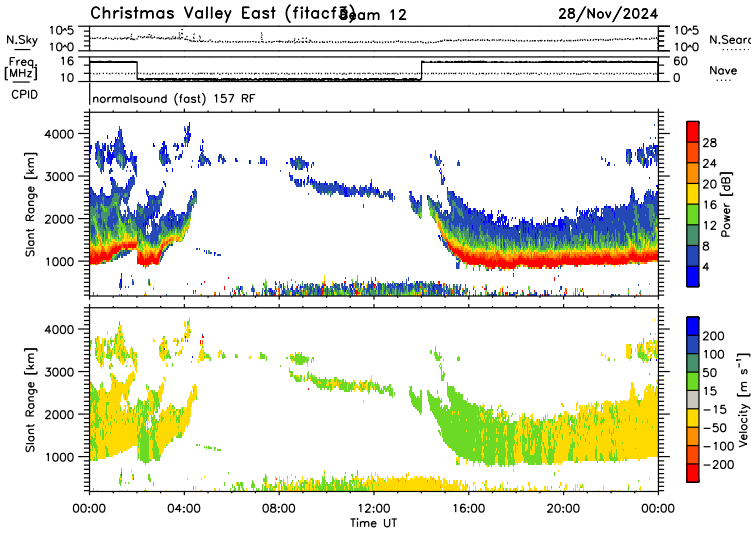 Christmas Valley East (fitacf3) Beam 12 28/Nov/2024
N.Sky 10^5 10^0 10^5 10^0 N.Searc
Freq. [MHz] 16 10 60 0 Nave
CPID normalsound (fast) 157 RF
Slant Range [km]
4000
3000
2000
1000
28
24
20
16
12
8
4
Power [dB]
Slant Range [km]
4000
3000
2000
1000
200
100
50
15
-15
-50
-100
-200
Velocity [m s⁻¹]
00:00 04:00 08:00 12:00 16:00 20:00 00:00
Time UT